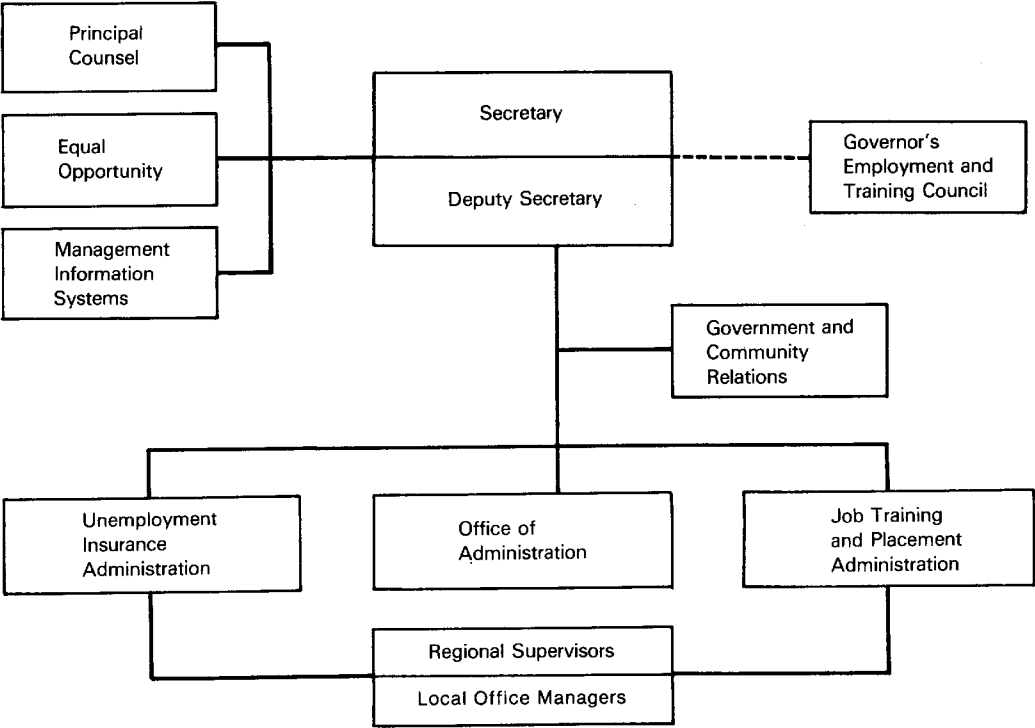 Principal
Counsel
Equal
Opportunity
Management
Information
Systems
Secretary
Deputy Secretary
Governor's
Employment and
Training Council
Government and
Community
Relations
Unemployment
Insurance
Administration
Office of
Administration
Job Training
and Placement
Administration
Regional Supervisors
Local Office Managers